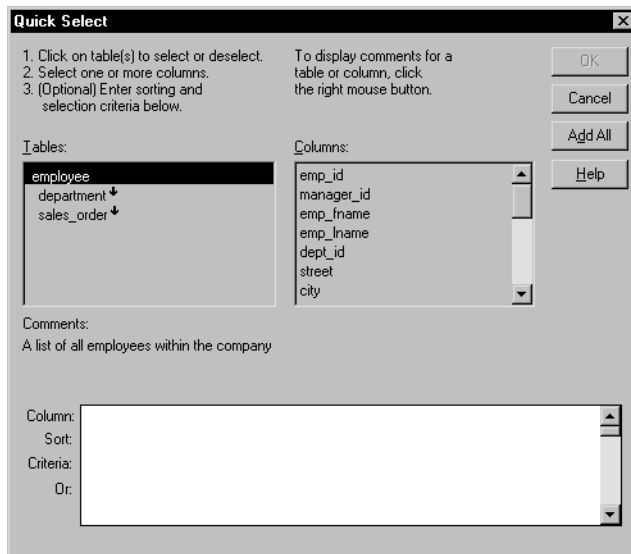 Quick Select
1. Click on table(s) to select or deselect.
2. Select one or more columns.
3. (Optional) Enter sorting and
selection criteria below.
To display comments for a
table or column, click
the right mouse button.
OK
Cancel
Add All
Help
Tables:
employee
department
sales_order
Columns:
emp_id
manager_id
emp_fname
emp_lname
dept_id
street
city
Comments:
A list of all employees within the company
Column:
Sort:
Criteria:
Or: